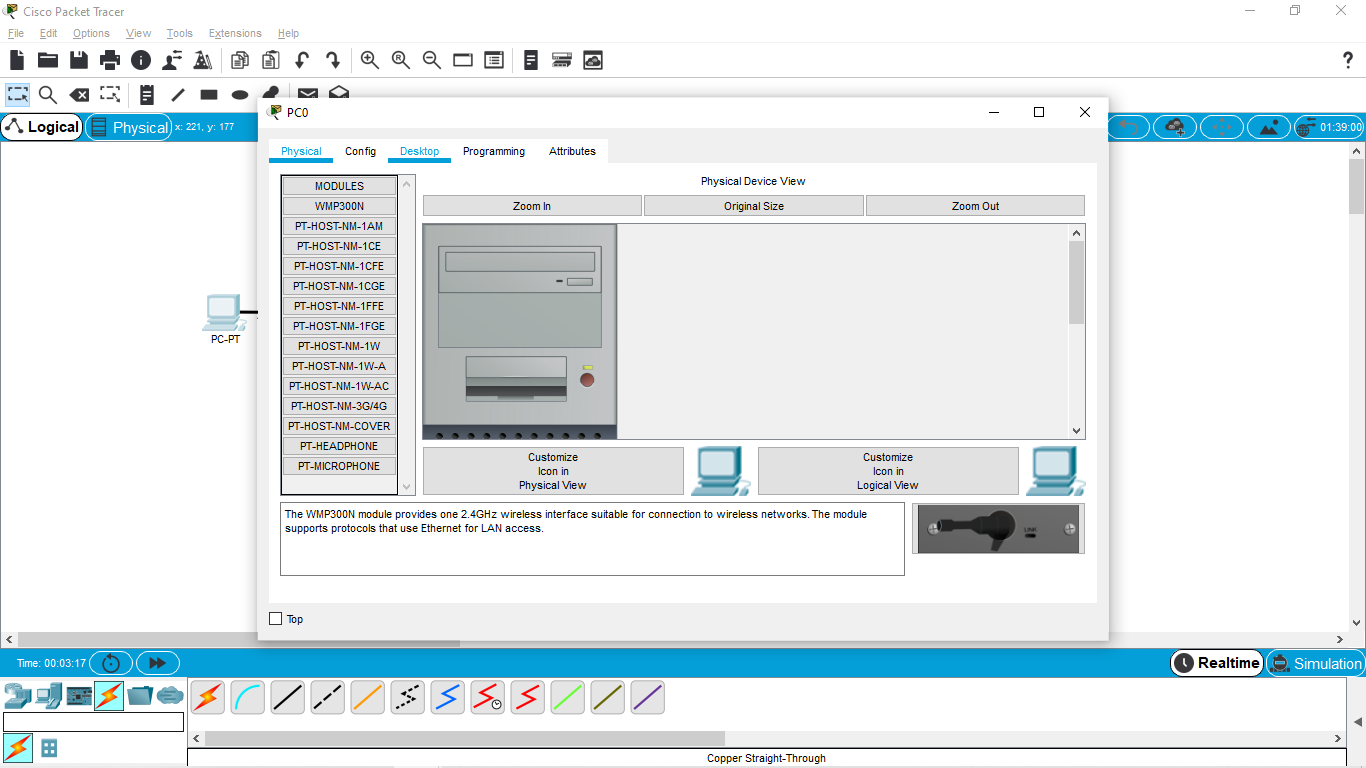 Cisco Packet Tracer
File Edit Options View Tools Extensions Help
R
?
Logical Physical x: 221, y: 177
01:39:00
PC0
Physical Config Desktop Programming Attributes
MODULES
WMP300N
PT-HOST-NM-1AM
PT-HOST-NM-1CE
PT-HOST-NM-1CFE
PT-HOST-NM-1CGE
PT-HOST-NM-1FFE
PT-HOST-NM-1FGE
PT-HOST-NM-1W
PT-HOST-NM-1W-A
PT-HOST-NM-1W-AC
PT-HOST-NM-3G/4G
PT-HOST-NM-COVER
PT-HEADPHONE
PT-MICROPHONE
Physical Device View
Zoom In Original Size Zoom Out
PC-PT
Customize
Icon in
Physical View
Customize
Icon in
Logical View
The WMP300N module provides one 2.4GHz wireless interface suitable for connection to wireless networks. The module
supports protocols that use Ethernet for LAN access.
LINK
Top
Time: 00:03:17
Realtime Simulation
Copper Straight-Through